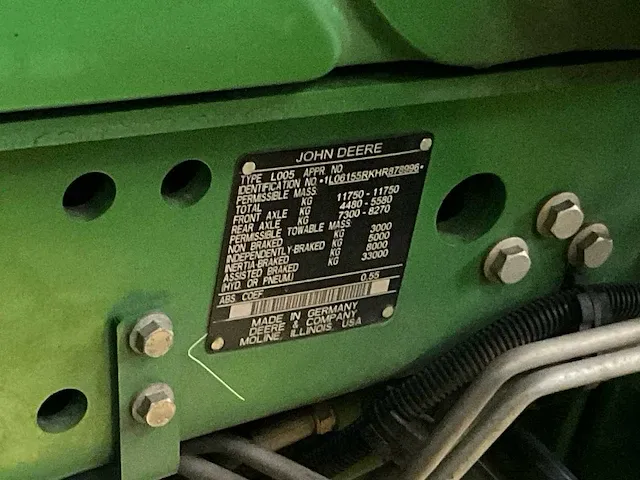 JOHN DEERE
TYPE L005 APPR NO
IDENTIFICATION NO •1L06155RKHR878996•
PERMISSIBLE MASS:
TOTAL KG 11750 - 11750
FRONT AXLE KG 4480 - 5580
REAR AXLE KG 7300 - 8270
PERMISSIBLE TOWABLE MASS:
NON BRAKED KG 3000
INDEPENDENTLY-BRAKED KG 5000
INERTIA-BRAKED KG 8000
ASSISTED BRAKED KG 33000
(HYD OR PNEUM)
ABS COEF 0.55
MADE IN GERMANY
DEERE & COMPANY
MOLINE, ILLINOIS, USA